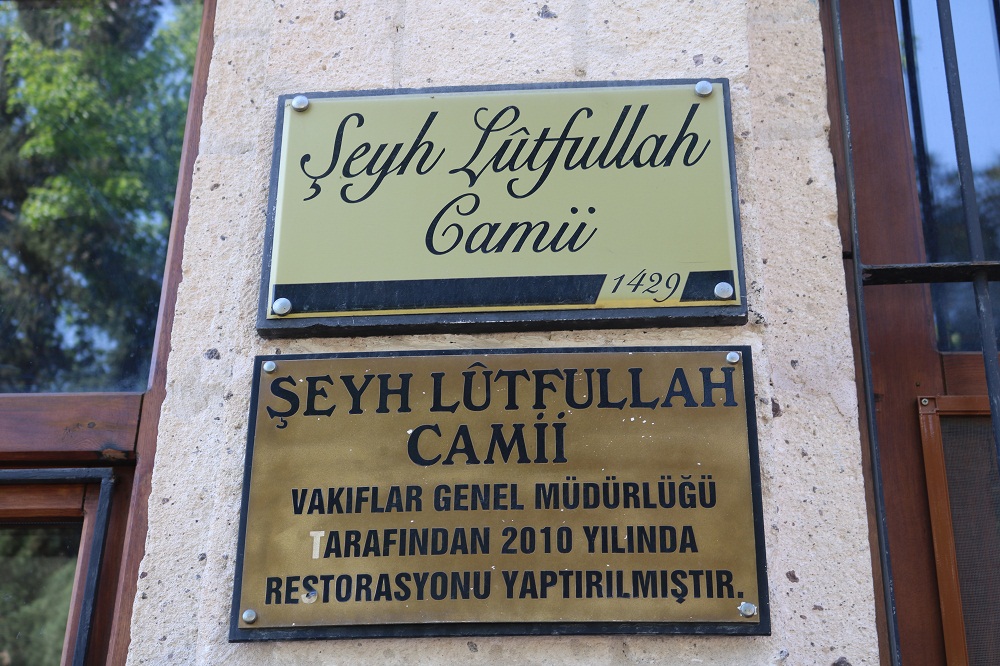 Şeyh Lûtfullah
Camii
1429
ŞEYH LÛTFULLAH
CAMİİ
VAKIFLAR GENEL MÜDÜRLÜĞÜ
TARAFINDAN 2010 YILINDA
RESTORASYONU YAPTIRILMIŞTIR.